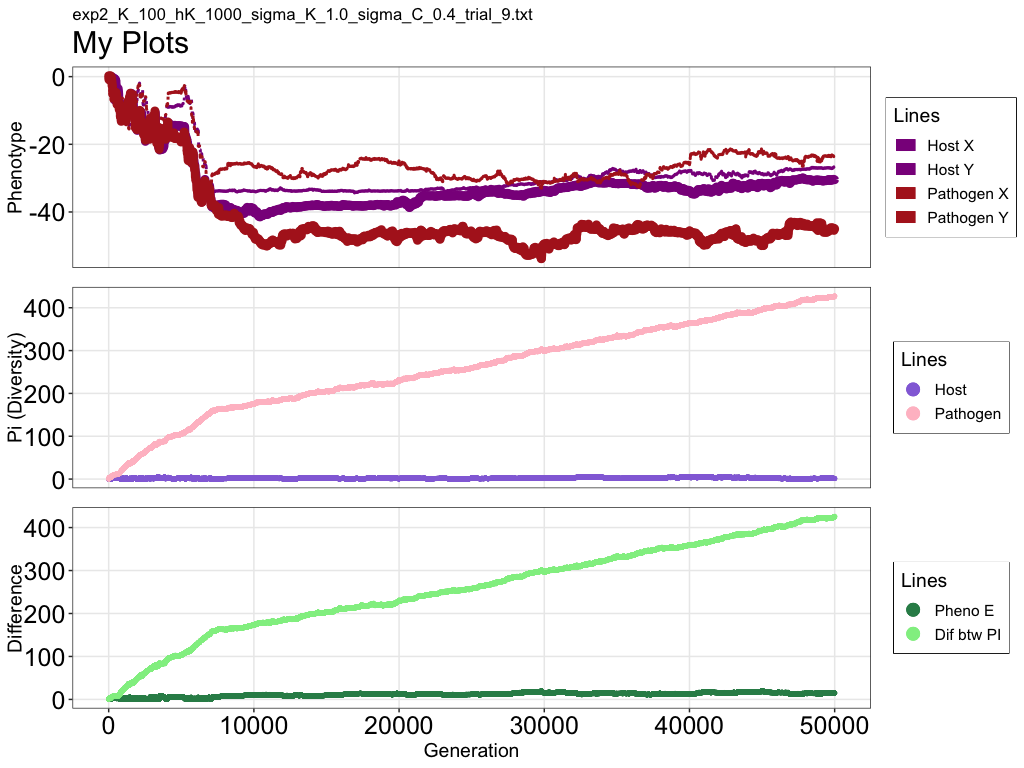 exp2_K_100_hK_1000_sigma_K_1.0_sigma_C_0.4_trial_9.txt
My Plots
Phenotype
0
-20
-40
Lines
Host X
Host Y
Pathogen X
Pathogen Y
Pi (Diversity)
400
300
200
100
0
Lines
Host
Pathogen
Difference
400
300
200
100
0
Lines
Pheno E
Dif btw PI
0 10000 20000 30000 40000 50000
Generation